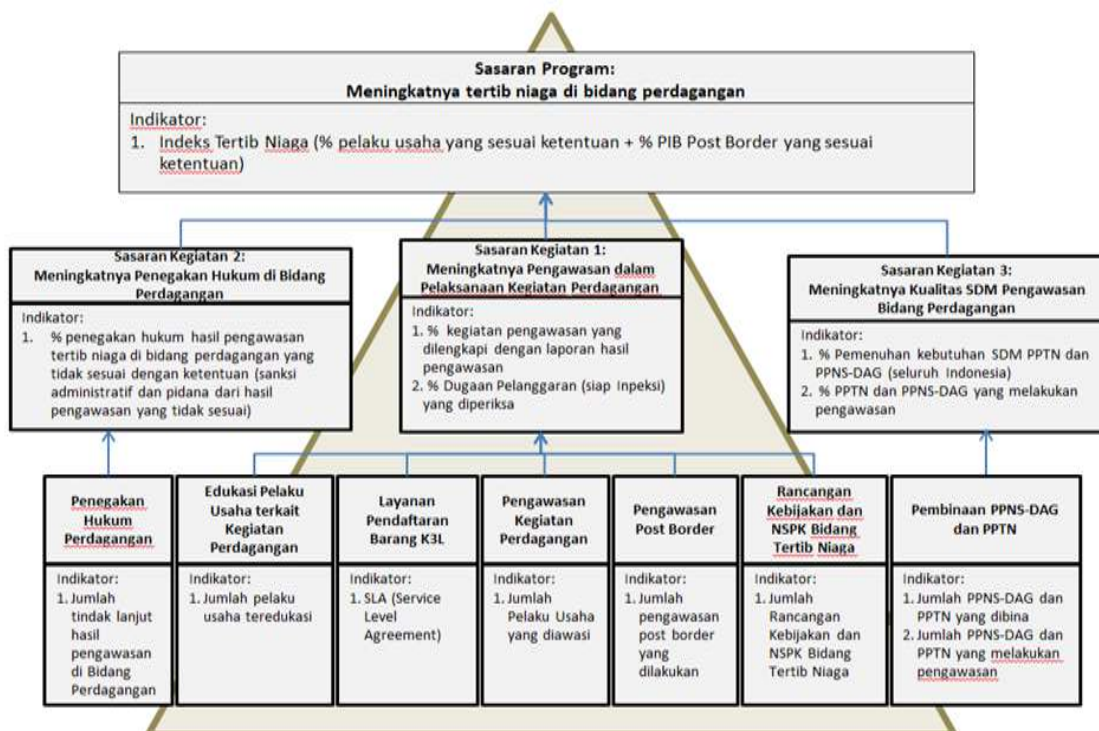 Sasaran Program:
Meningkatnya tertib niaga di bidang perdagangan
Indikator:
1. Indeks Tertib Niaga (% pelaku usaha yang sesuai ketentuan + % PIB Post Border yang sesuai
ketentuan)
Sasaran Kegiatan 2:
Meningkatnya Penegakan Hukum di Bidang
Perdagangan
Indikator:
1. % penegakan hukum hasil pengawasan
tertib niaga di bidang perdagangan yang
tidak sesuai dengan ketentuan (sanksi
administratif dan pidana dari hasil
pengawasan yang tidak sesuai)
Sasaran Kegiatan 1:
Meningkatnya Pengawasan dalam
Pelaksanaan Kegiatan Perdagangan
Indikator:
1. % kegiatan pengawasan yang
dilengkapi dengan laporan hasil
pengawasan
2. % Dugaan Pelanggaran (siap Inpeksi)
yang diperiksa
Sasaran Kegiatan 3:
Meningkatnya Kualitas SDM Pengawasan
Bidang Perdagangan
Indikator:
1. % Pemenuhan kebutuhan SDM PPTN dan
PPNS-DAG (seluruh Indonesia)
2. % PPTN dan PPNS-DAG yang melakukan
pengawasan
Penegakan
Hukum
Perdagangan
Indikator:
1. Jumlah
tindak lanjut
hasil
pengawasan
di Bidang
Perdagangan
Edukasi Pelaku
Usaha terkait
Kegiatan
Perdagangan
Indikator:
1. Jumlah pelaku
usaha teredukasi
Layanan
Pendaftaran
Barang K3L
Indikator:
1. SLA (Service
Level
Agreement)
Pengawasan
Kegiatan
Perdagangan
Indikator:
1. Jumlah
Pelaku Usaha
yang diawasi
Pengawasan
Post Border
Indikator:
1. Jumlah
pengawasan
post border
yang
dilakukan
Rancangan
Kebijakan dan
NSPK Bidang
Tertib Niaga
Indikator:
1. Jumlah
Rancangan
Kebijakan dan
NSPK Bidang
Tertib Niaga
Pembinaan PPNS-DAG
dan PPTN
Indikator:
1. Jumlah PPNS-DAG dan
PPTN yang dibina
2. Jumlah PPNS-DAG dan
PPTN yang melakukan
pengawasan